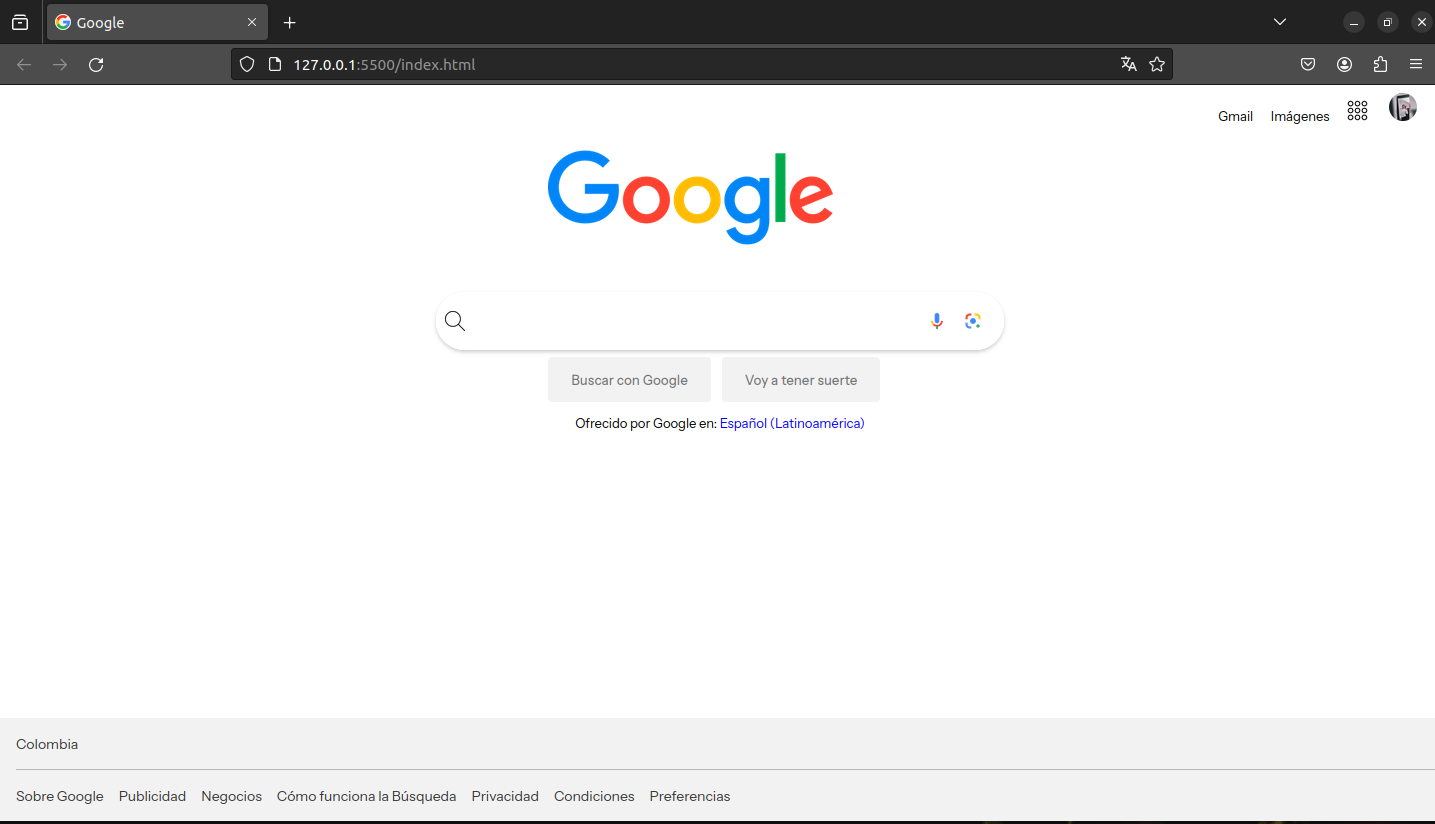 Google
127.0.0.1:5500/index.html
Gmail Imágenes
Google
Buscar con Google Voy a tener suerte
Ofrecido por Google en: Español (Latinoamérica)
Colombia
Sobre Google Publicidad Negocios Cómo funciona la Búsqueda Privacidad Condiciones Preferencias